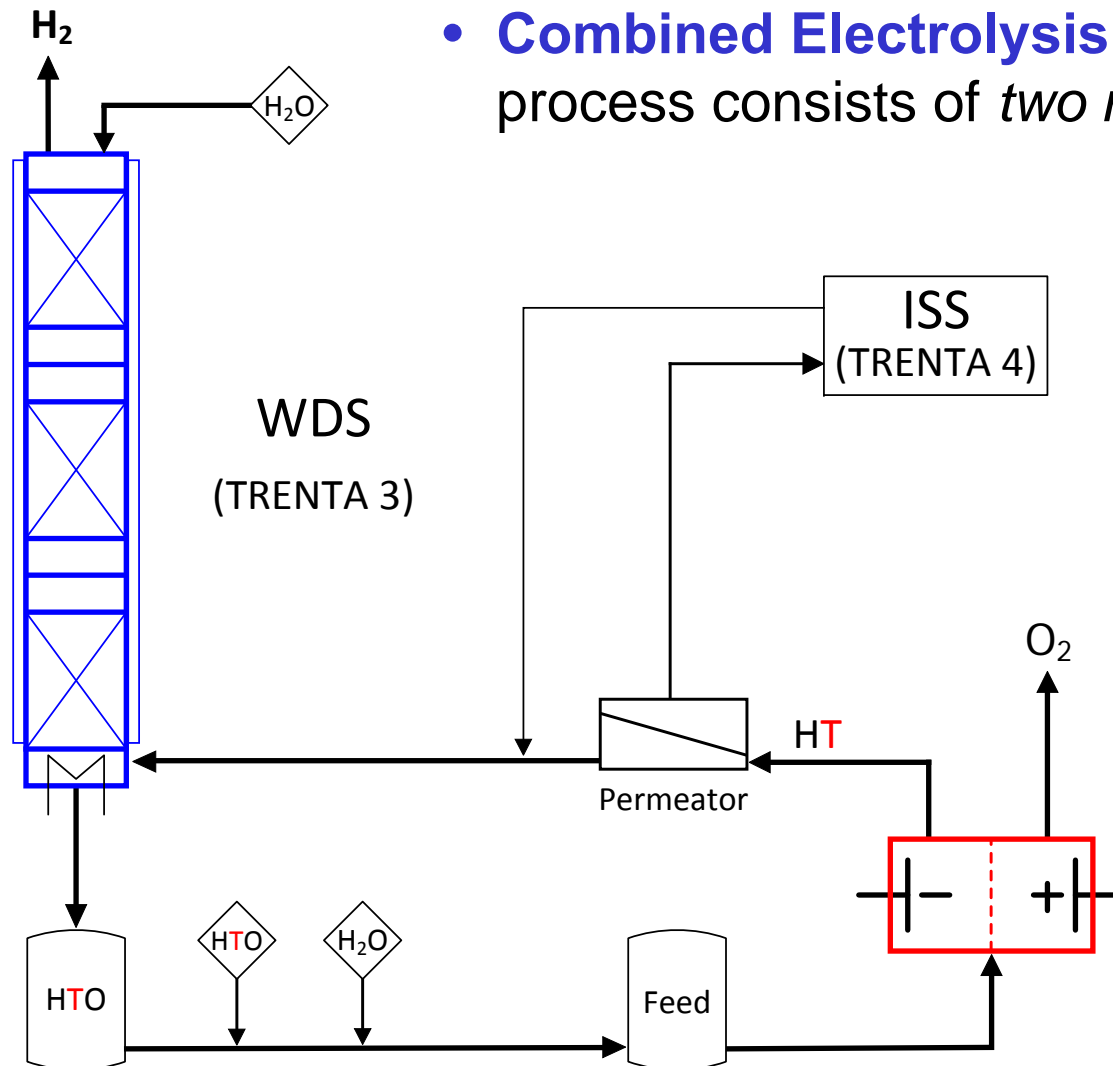 H₂
• Combined Electrolysis
process consists of two
H₂O
ISS
(TRENTA 4)
WDS
(TRENTA 3)
O₂
HT
Permeator
− +
HTO
H₂O
HTO
Feed